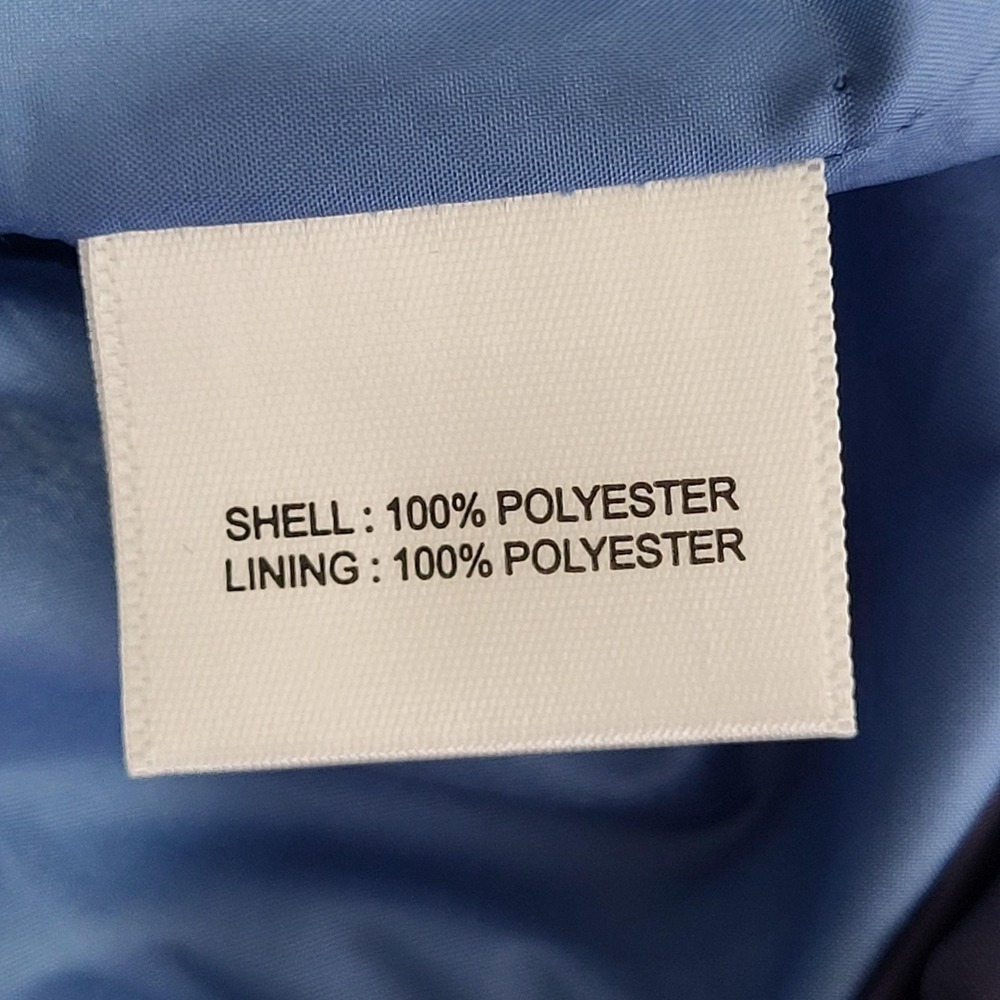 SHELL : 100% POLYESTER
LINING : 100% POLYESTER